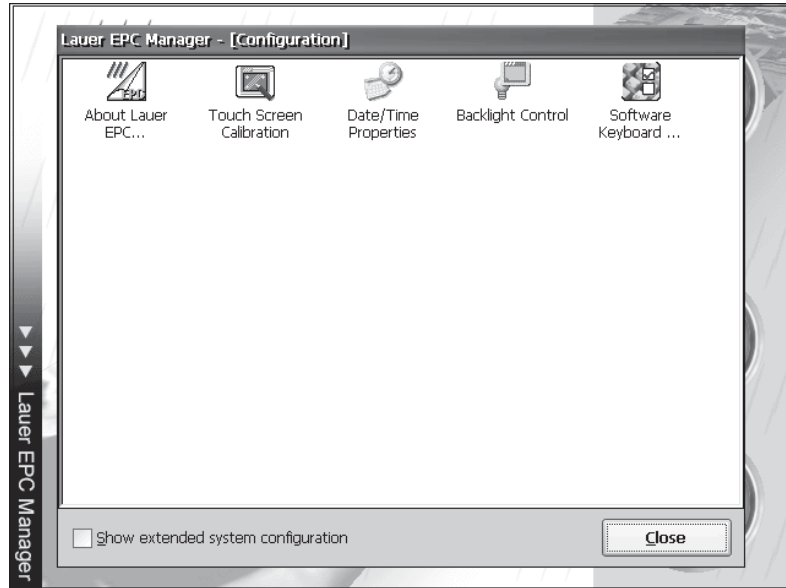 Lauer EPC Manager - [Configuration]
EPC
About Lauer
EPC...
Touch Screen
Calibration
Date/Time
Properties
Backlight Control
Software
Keyboard ...
Show extended system configuration
Close
Lauer EPC Manager